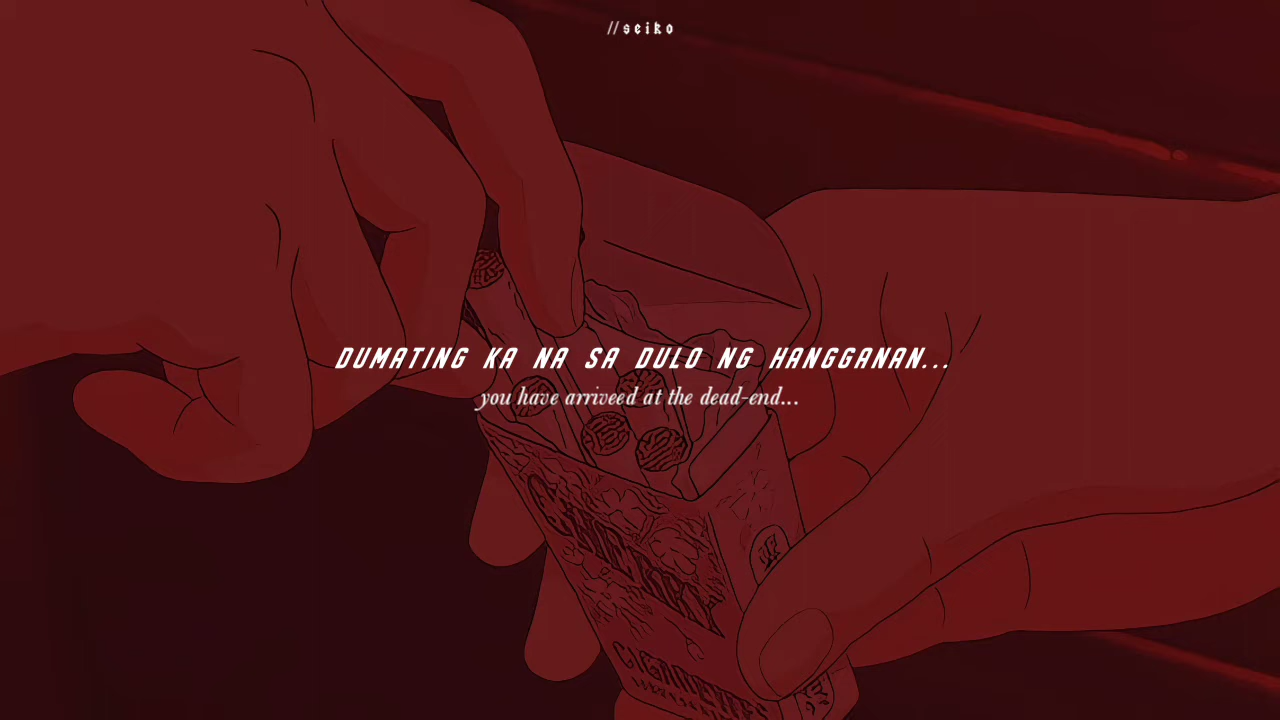 //seiko
DUMATING KA NA SA DULO NG HANGGANAN...
you have arriveed at the dead-end...